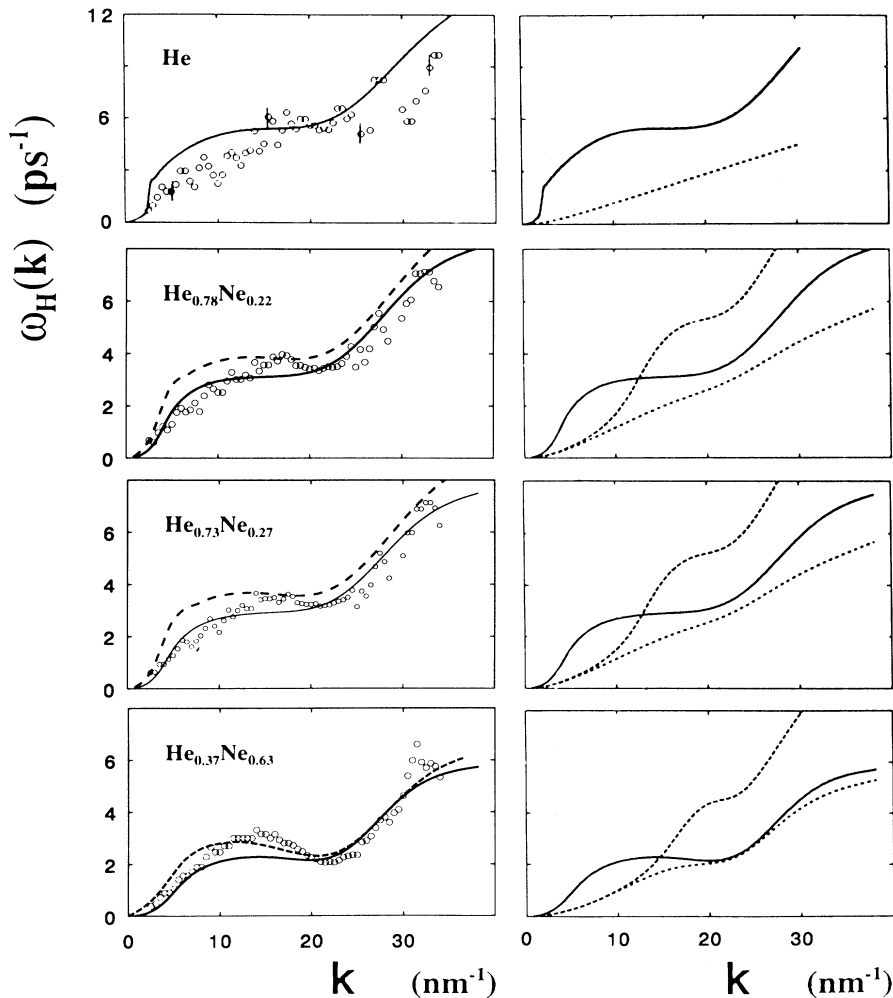 12
He
6
0
ω_H(k) (ps⁻¹)
He₀.₇₈Ne₀.₂₂
6
4
2
0
He₀.₇₃Ne₀.₂₇
6
4
2
0
He₀.₃₇Ne₀.₆₃
6
4
2
0
0 10 20 30
0 10 20 30
k (nm⁻¹)
k (nm⁻¹)